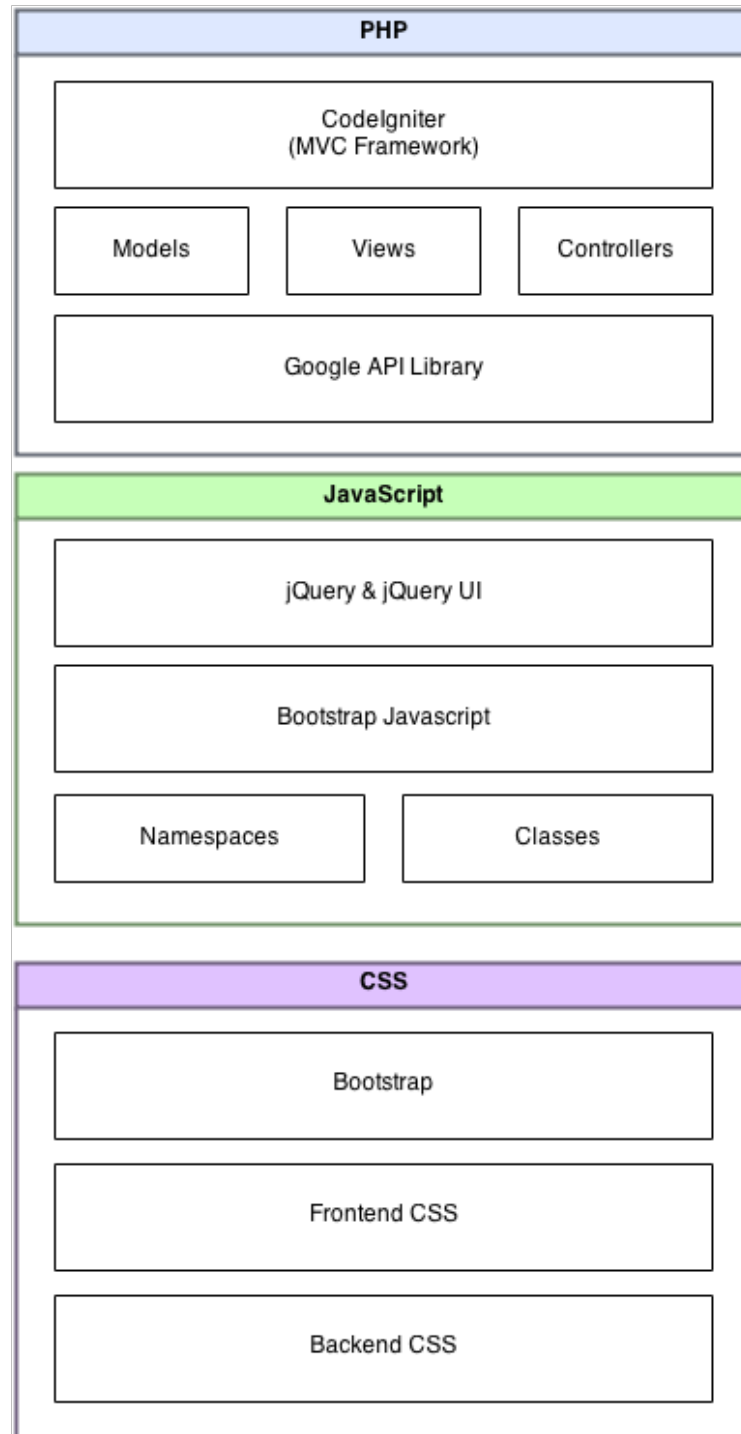 PHP
CodeIgniter
(MVC Framework)
Models
Views
Controllers
Google API Library
JavaScript
jQuery & jQuery UI
Bootstrap Javascript
Namespaces
Classes
CSS
Bootstrap
Frontend CSS
Backend CSS